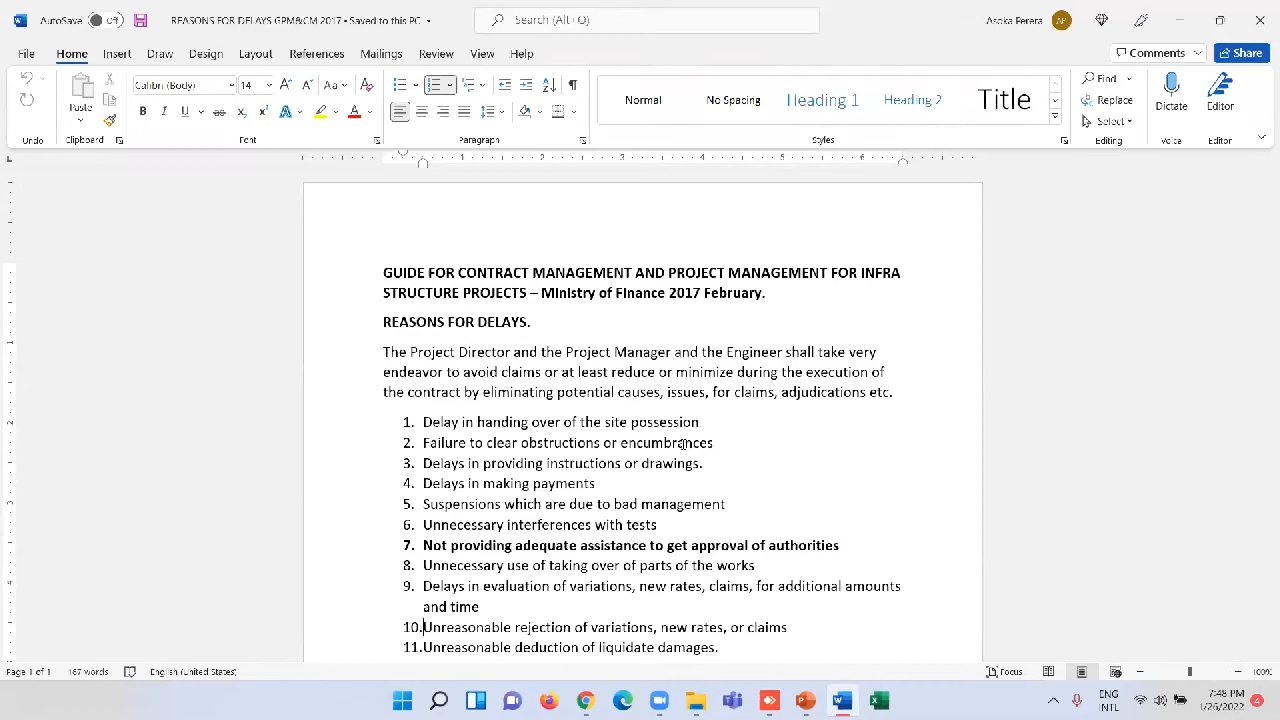 AutoSave Off REASONS FOR DELAYS GPM&CM 2017 • Saved to this PC Search (Alt+Q) Asoka Perera AP
File Home Insert Draw Design Layout References Mailings Review View Help Comments Share
Calibri (Body) 14 Find
Paste Normal No Spacing Heading 1 Heading 2 Title Replace Dictate Editor
Select
Undo Clipboard Font Paragraph Styles Editing Voice Editor
GUIDE FOR CONTRACT MANAGEMENT AND PROJECT MANAGEMENT FOR INFRA
STRUCTURE PROJECTS – Ministry of Finance 2017 February.
REASONS FOR DELAYS.
The Project Director and the Project Manager and the Engineer shall take very
endeavor to avoid claims or at least reduce or minimize during the execution of
the contract by eliminating potential causes, issues, for claims, adjudications etc.
1. Delay in handing over of the site possession
2. Failure to clear obstructions or encumbrances
3. Delays in providing instructions or drawings.
4. Delays in making payments
5. Suspensions which are due to bad management
6. Unnecessary interferences with tests
7. Not providing adequate assistance to get approval of authorities
8. Unnecessary use of taking over of parts of the works
9. Delays in evaluation of variations, new rates, claims, for additional amounts
and time
10. Unreasonable rejection of variations, new rates, or claims
11. Unreasonable deduction of liquidate damages.
Page 1 of 1 167 words English (United States) Focus 100%
ENG 7:48 PM
INTL 1/26/2022 4